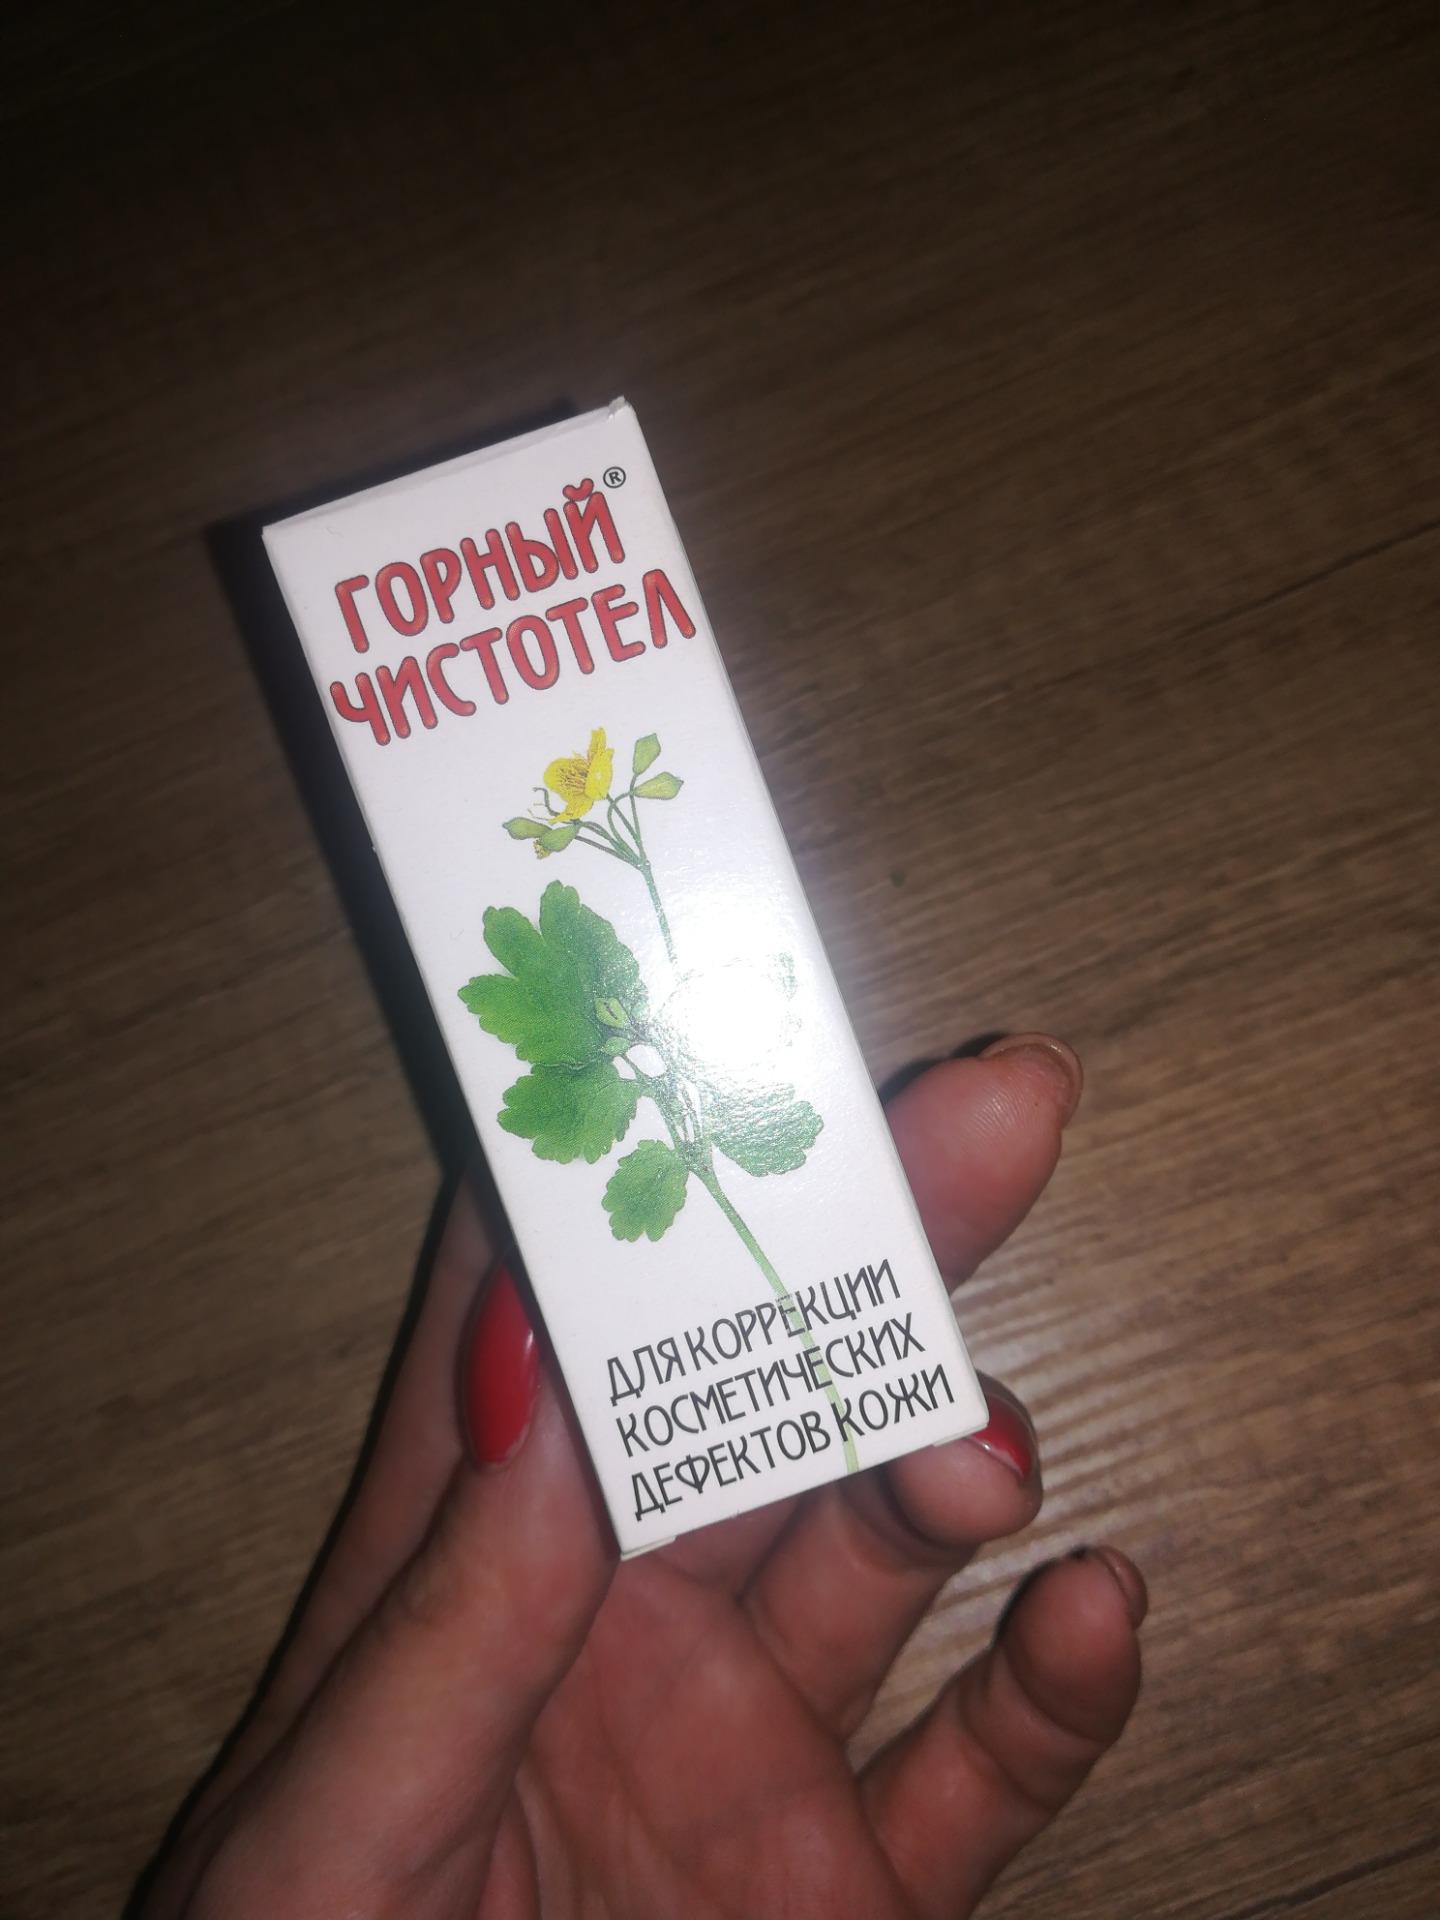 ГОРНЫЙ®
ЧИСТОТЕЛ
ДЛЯ КОРРЕКЦИИ
КОСМЕТИЧЕСКИХ
ДЕФЕКТОВ КОЖИ